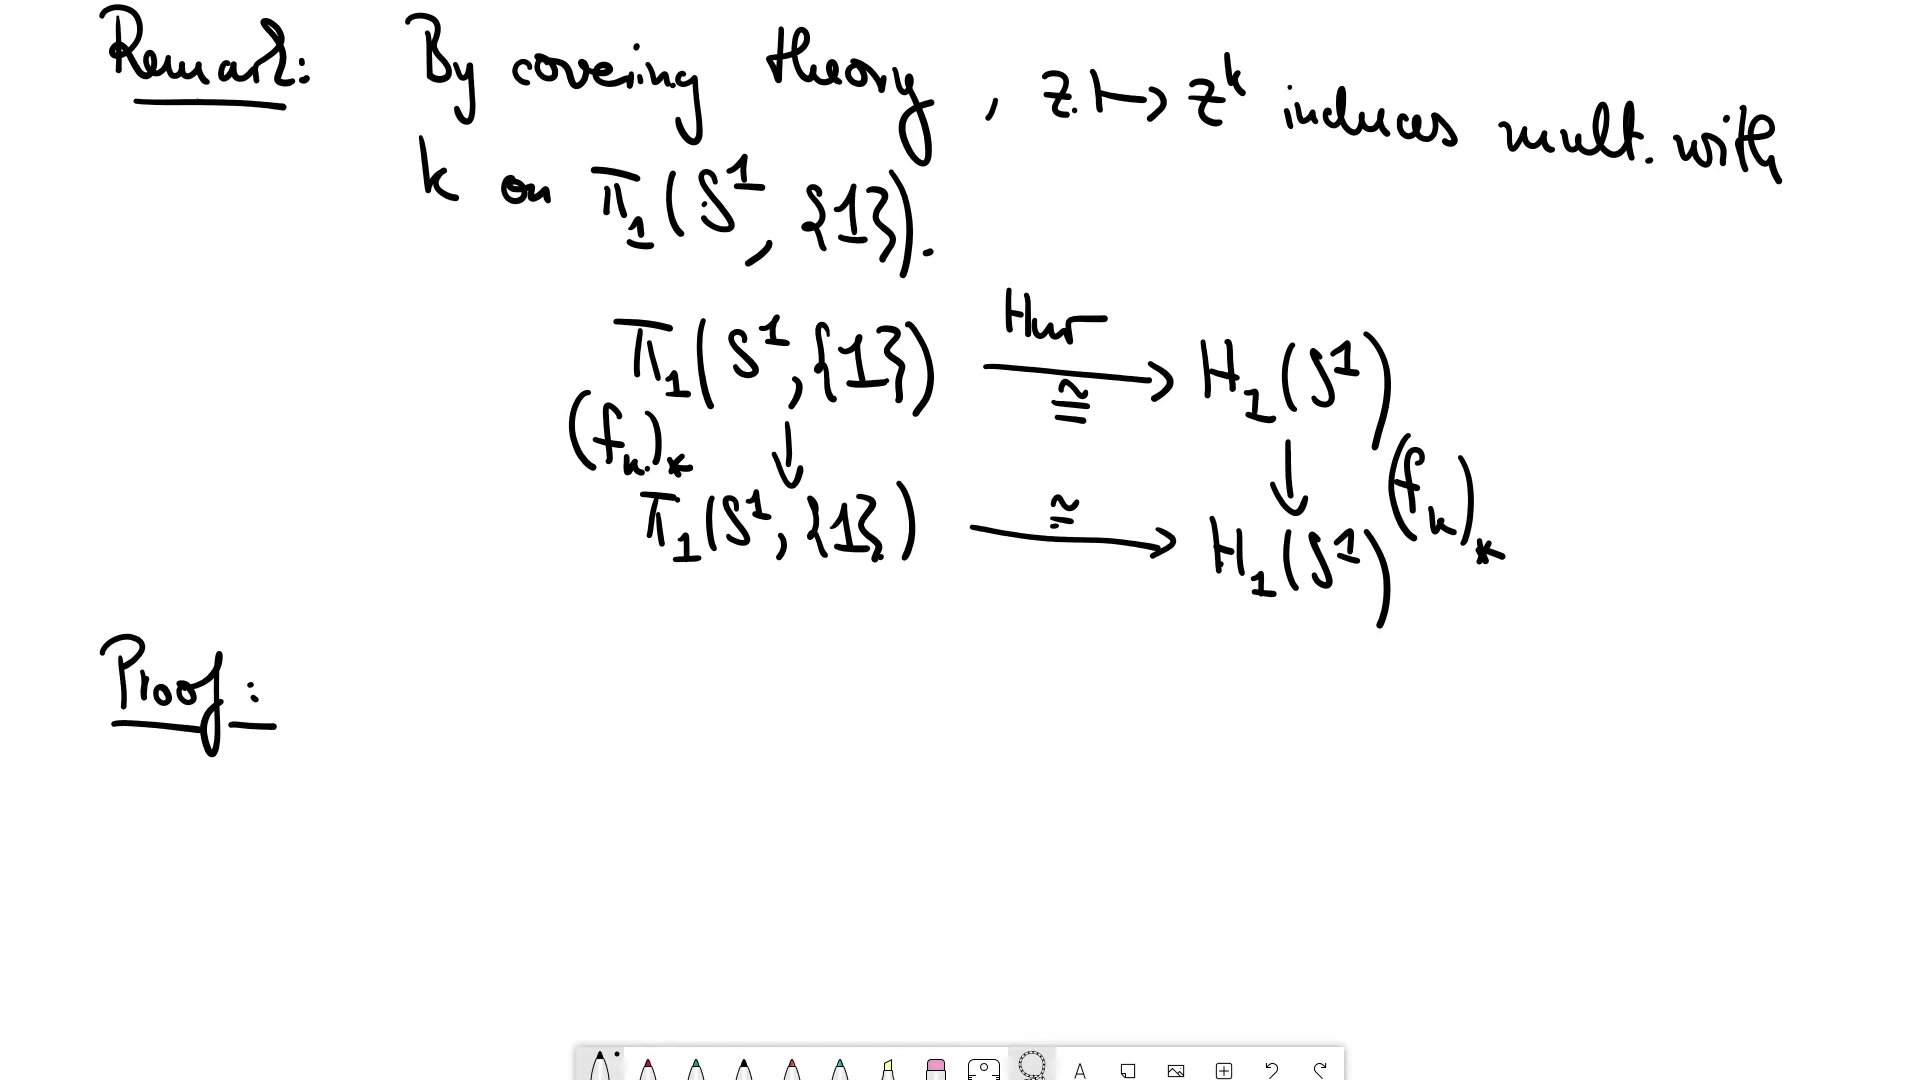 Remark: By covering theory, z ↦ z^k induces mult. with
k on π_1(S^1, {1}).
Hur
π_1(S^1, {1}) → H_1(S^1)
≅
(f_k)_* ↓ ↓ (f_k)_*
≅
π_1(S^1, {1}) → H_1(S^1)
Proof:
A